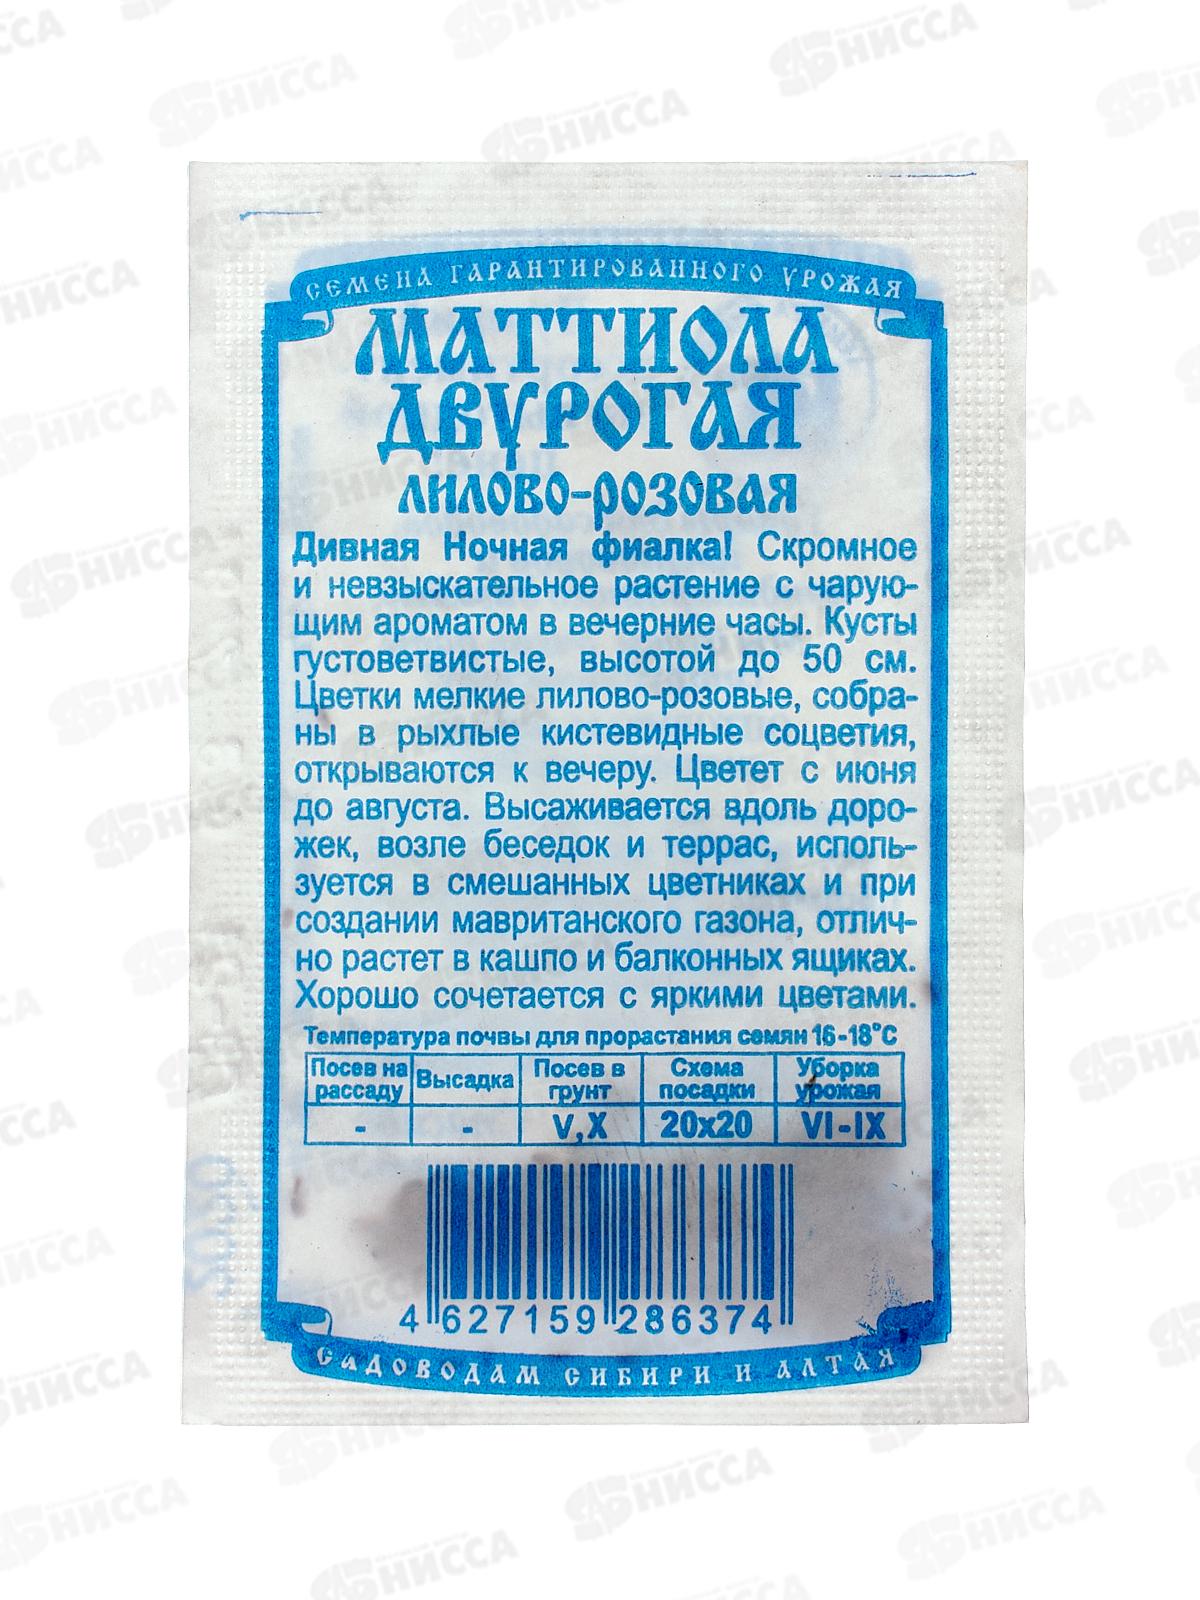 СЕМЕНА ГАРАНТИРОВАННОГО УРОЖАЯ
МАТТИОЛА
ДВУРОГАЯ
ЛИЛОВО-РОЗОВАЯ
Дивная Ночная фиалка! Скромное
и невзыскательное растение с чарую-
щим ароматом в вечерние часы. Кусты
густоветвистые, высотой до 50 см.
Цветки мелкие лилово-розовые, собра-
ны в рыхлые кистевидные соцветия,
открываются к вечеру. Цветет с июня
до августа. Высаживается вдоль доро-
жек, возле беседок и террас, исполь-
зуется в смешанных цветниках и при
создании мавританского газона, отлич-
но растет в кашпо и балконных ящиках.
Хорошо сочетается с яркими цветами.
Температура почвы для прорастания семян 16-18°С
Посев на рассаду Высадка Посев в грунт Схема посадки Уборка урожая
- - V,X 20x20 VI-IX
4 627159 286374
САДОВОДАМ СИБИРИ И АЛТАЯ